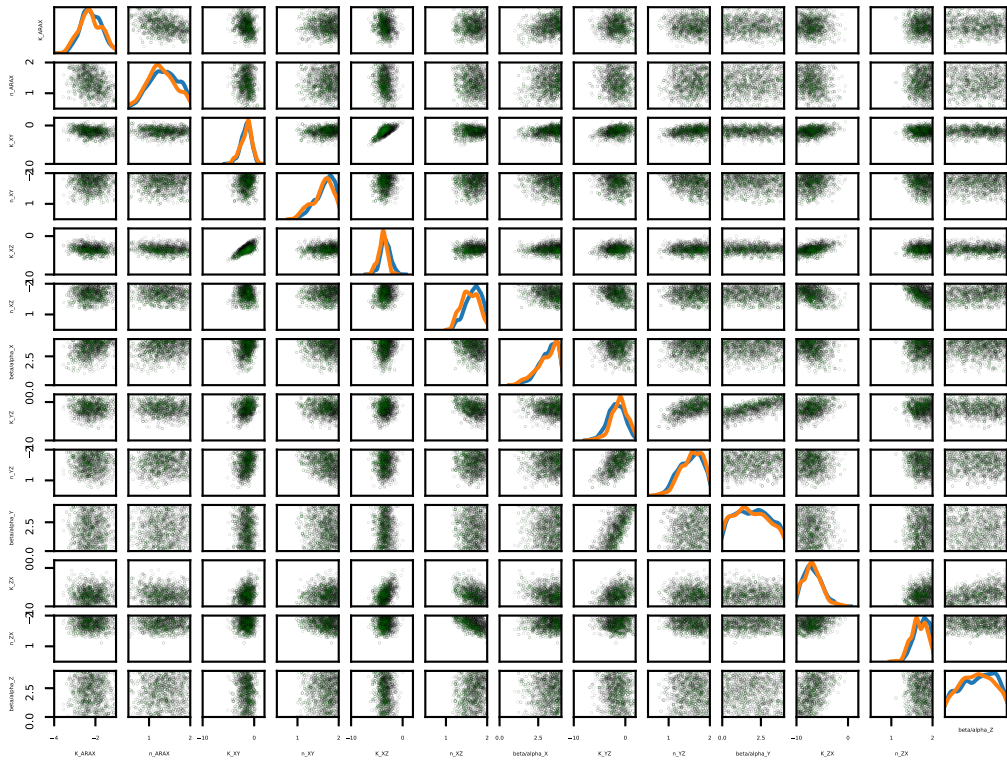 K_ARAX
n_ARAX
2
1
K_XY
0
n_XY
1
K_XZ
0
n_XZ
1
beta/alpha_X
2.5
0.0
K_YZ
n_YZ
1
beta/alpha_Y
2.5
0.0
K_ZX
n_ZX
1
beta/alpha_Z
2.5
0.0
−4 −2 1 2 −10 0 1 2 −10 0 1 2 0.0 2.5 −10 0 1 2 0.0 2.5 −10 0 1 2
K_ARAX n_ARAX K_XY n_XY K_XZ n_XZ beta/alpha_X K_YZ n_YZ beta/alpha_Y K_ZX n_ZX beta/alpha_Z